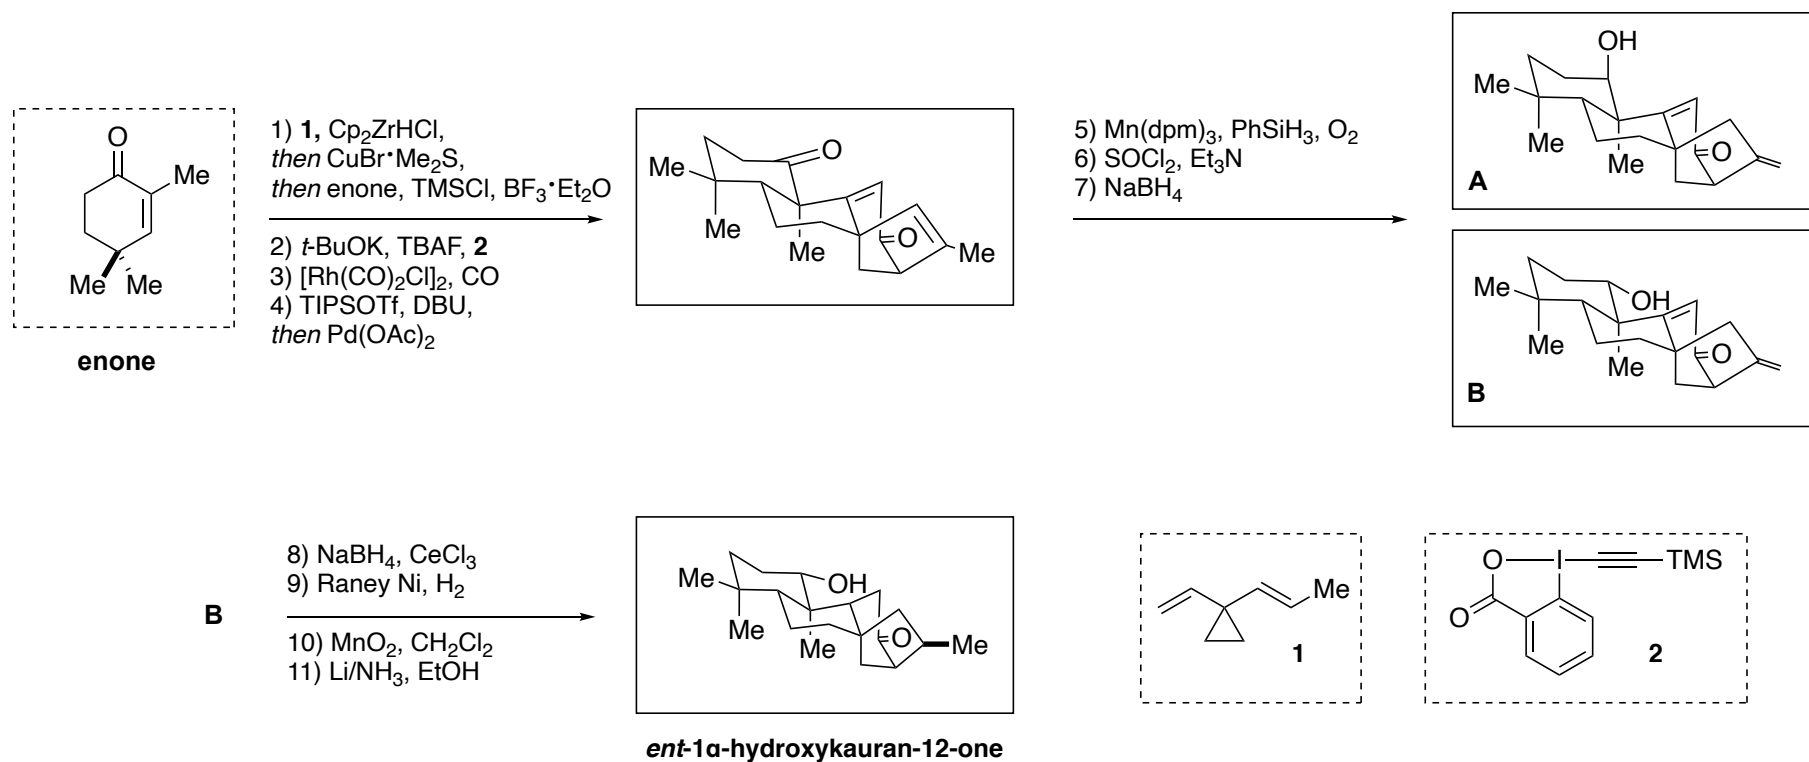 O
Me
Me Me
enone
1) 1, Cp2ZrHCl,
then CuBr•Me2S,
then enone, TMSCl, BF3•Et2O
2) t-BuOK, TBAF, 2
3) [Rh(CO)2Cl]2, CO
4) TIPSOTf, DBU,
then Pd(OAc)2
O
Me
Me
Me
O
Me
5) Mn(dpm)3, PhSiH3, O2
6) SOCl2, Et3N
7) NaBH4
OH
Me
Me
Me
O
A
Me
OH
Me
Me
O
B
B
8) NaBH4, CeCl3
9) Raney Ni, H2
10) MnO2, CH2Cl2
11) Li/NH3, EtOH
Me
OH
Me
Me
O
Me
ent-1α-hydroxykauran-12-one
Me
1
O
I
TMS
O
2